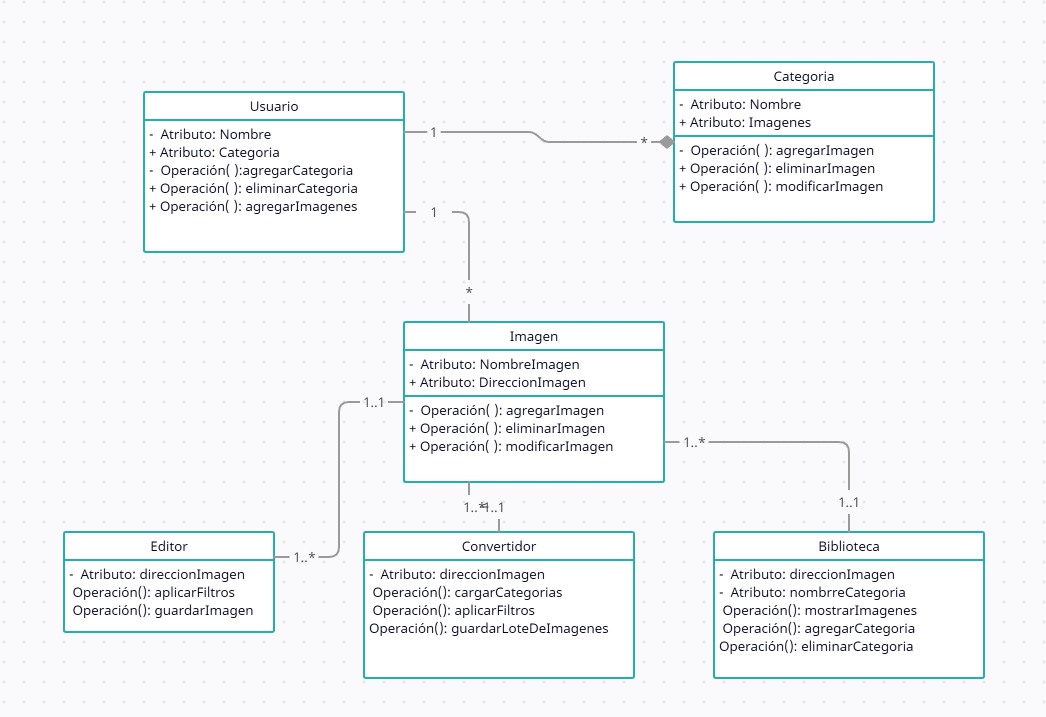 Usuario
-  Atributo: Nombre
+ Atributo: Categoria
-  Operación( ):agregarCategoria
+ Operación( ): eliminarCategoria
+ Operación( ): agregarImagenes
1
*
Categoria
-  Atributo: Nombre
+ Atributo: Imagenes
-  Operación( ): agregarImagen
+ Operación( ): eliminarImagen
+ Operación( ): modificarImagen
1
*
Imagen
-  Atributo: NombreImagen
+ Atributo: DireccionImagen
-  Operación( ): agregarImagen
+ Operación( ): eliminarImagen
+ Operación( ): modificarImagen
1..1
1..*
1..*
1..1
1..*
1..1
Editor
-  Atributo: direccionImagen
Operación(): aplicarFiltros
Operación(): guardarImagen
Convertidor
-  Atributo: direccionImagen
Operación(): cargarCategorias
Operación(): aplicarFiltros
Operación(): guardarLoteDeImagenes
Biblioteca
-  Atributo: direccionImagen
-  Atributo: nombrreCategoria
Operación(): mostrarImagenes
Operación(): agregarCategoria
Operación(): eliminarCategoria